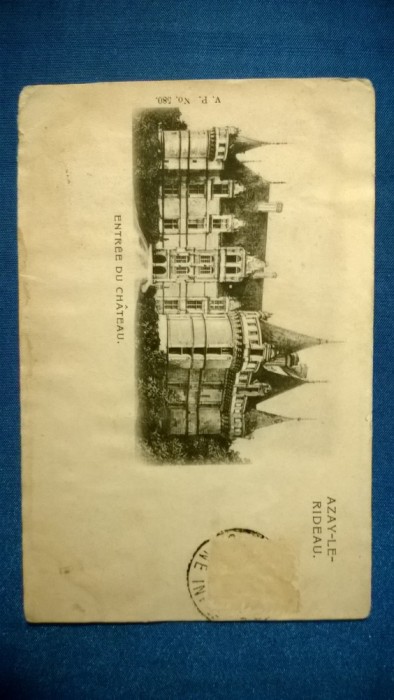 AZAY-LE-
RIDEAU.
ENTRÉE DU CHÂTEAU.
V. P. No. 580.